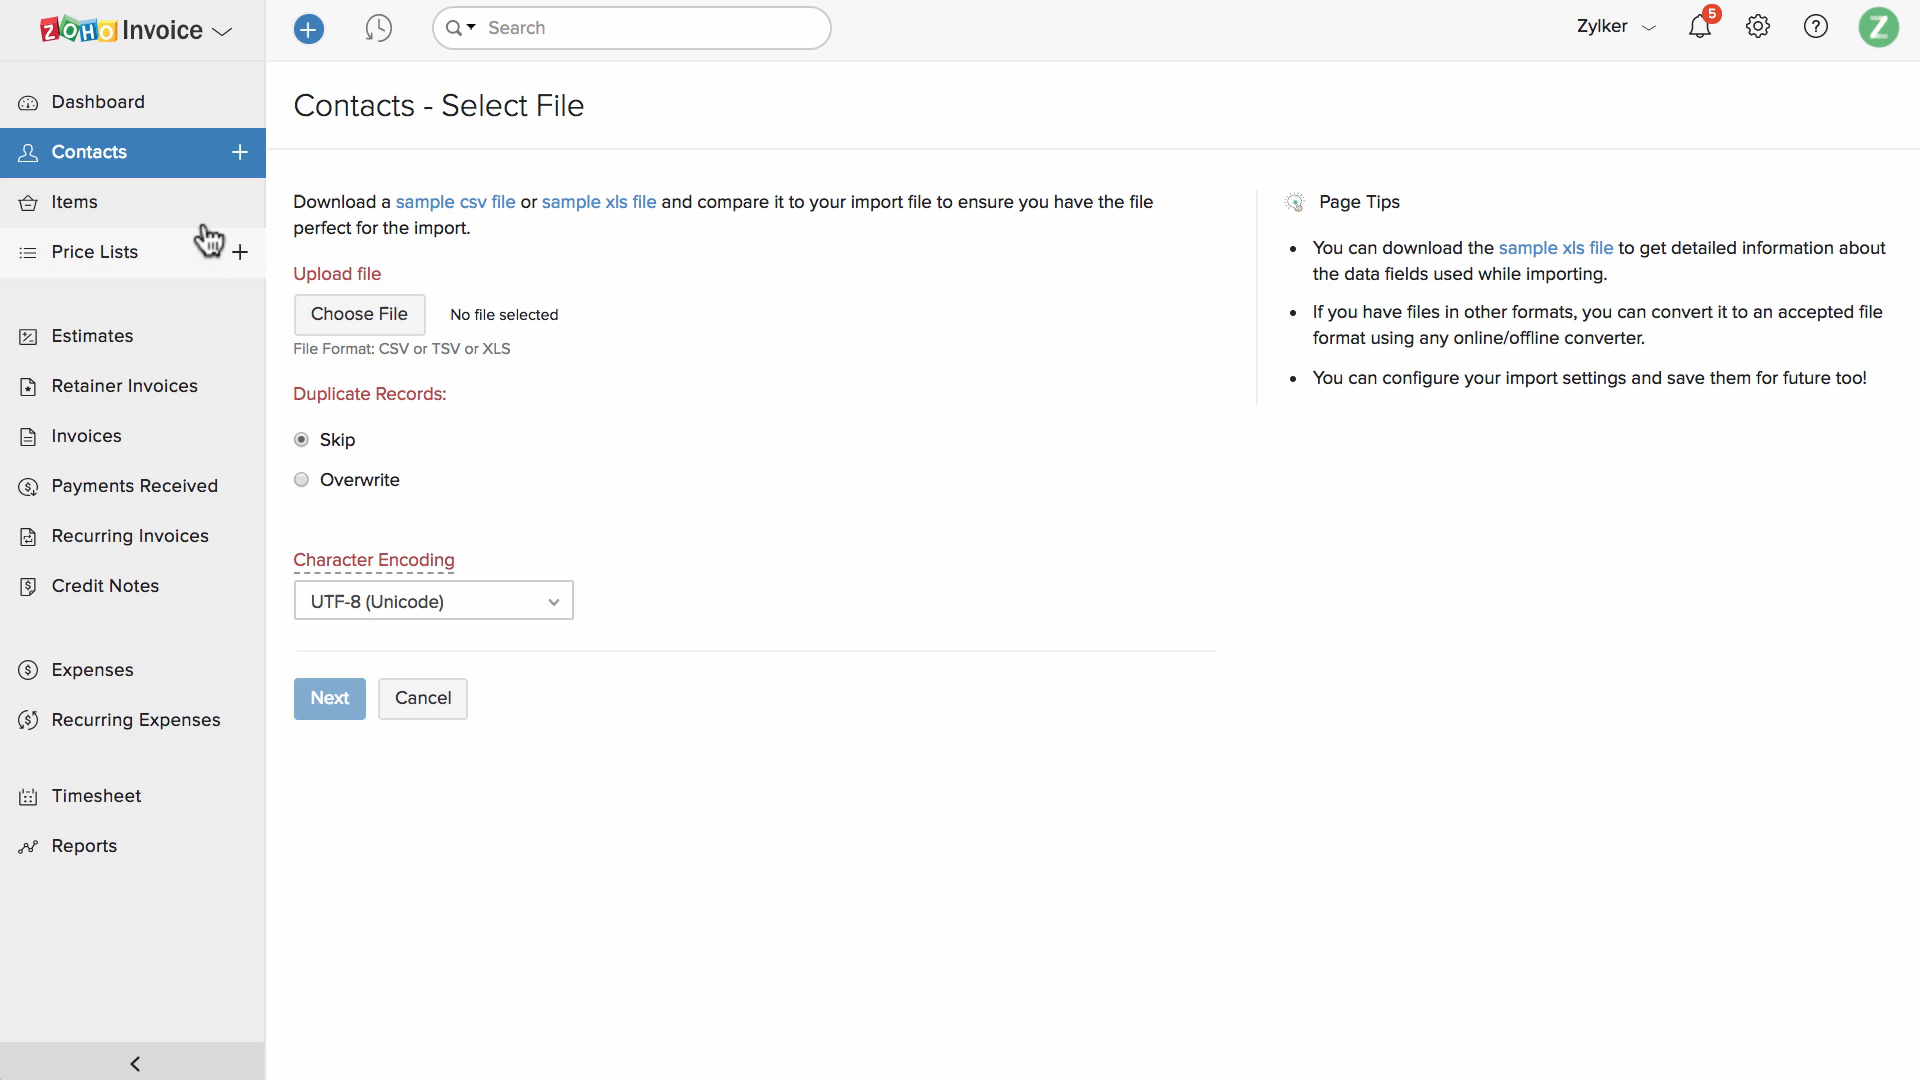 ZOHO Invoice
Search
Zylker
5
Z
Dashboard
Contacts
Items
Price Lists
Estimates
Retainer Invoices
Invoices
Payments Received
Recurring Invoices
Credit Notes
Expenses
Recurring Expenses
Timesheet
Reports
Contacts - Select File
Download a sample csv file or sample xls file and compare it to your import file to ensure you have the file
perfect for the import.
Upload file
Choose File No file selected
File Format: CSV or TSV or XLS
Duplicate Records:
Skip
Overwrite
Character Encoding
UTF-8 (Unicode)
Next Cancel
Page Tips
• You can download the sample xls file to get detailed information about
the data fields used while importing.
• If you have files in other formats, you can convert it to an accepted file
format using any online/offline converter.
• You can configure your import settings and save them for future too!